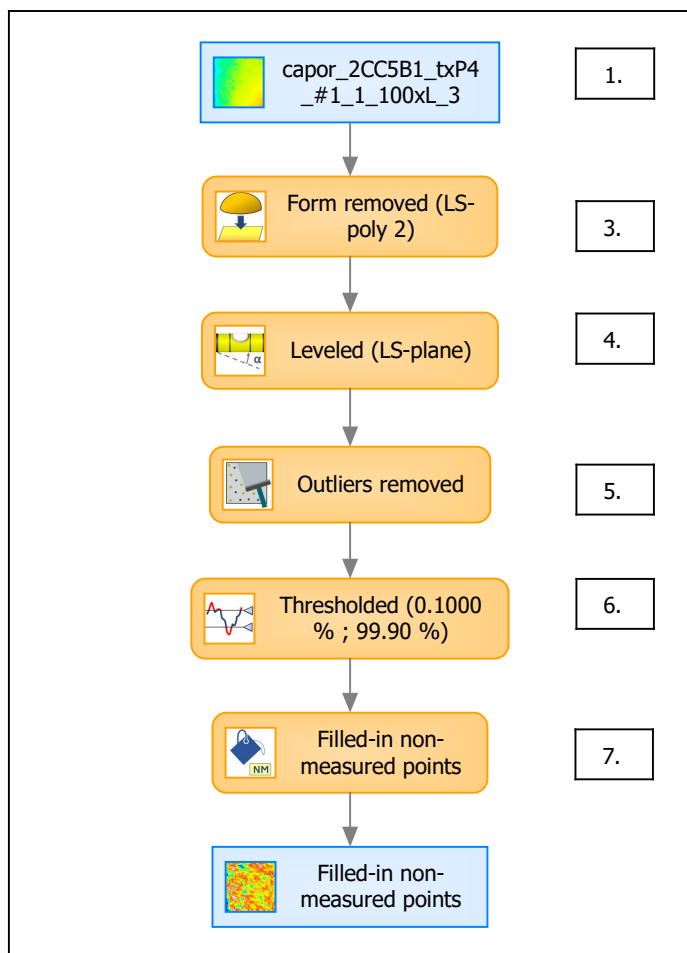 capor_2CC5B1_txP4
_#1_1_100xL_3
1.
Form removed (LS-
poly 2)
3.
α
Leveled (LS-plane)
4.
Outliers removed
5.
Thresholded (0.1000
% ; 99.90 %)
6.
NM
Filled-in non-
measured points
7.
Filled-in non-
measured points